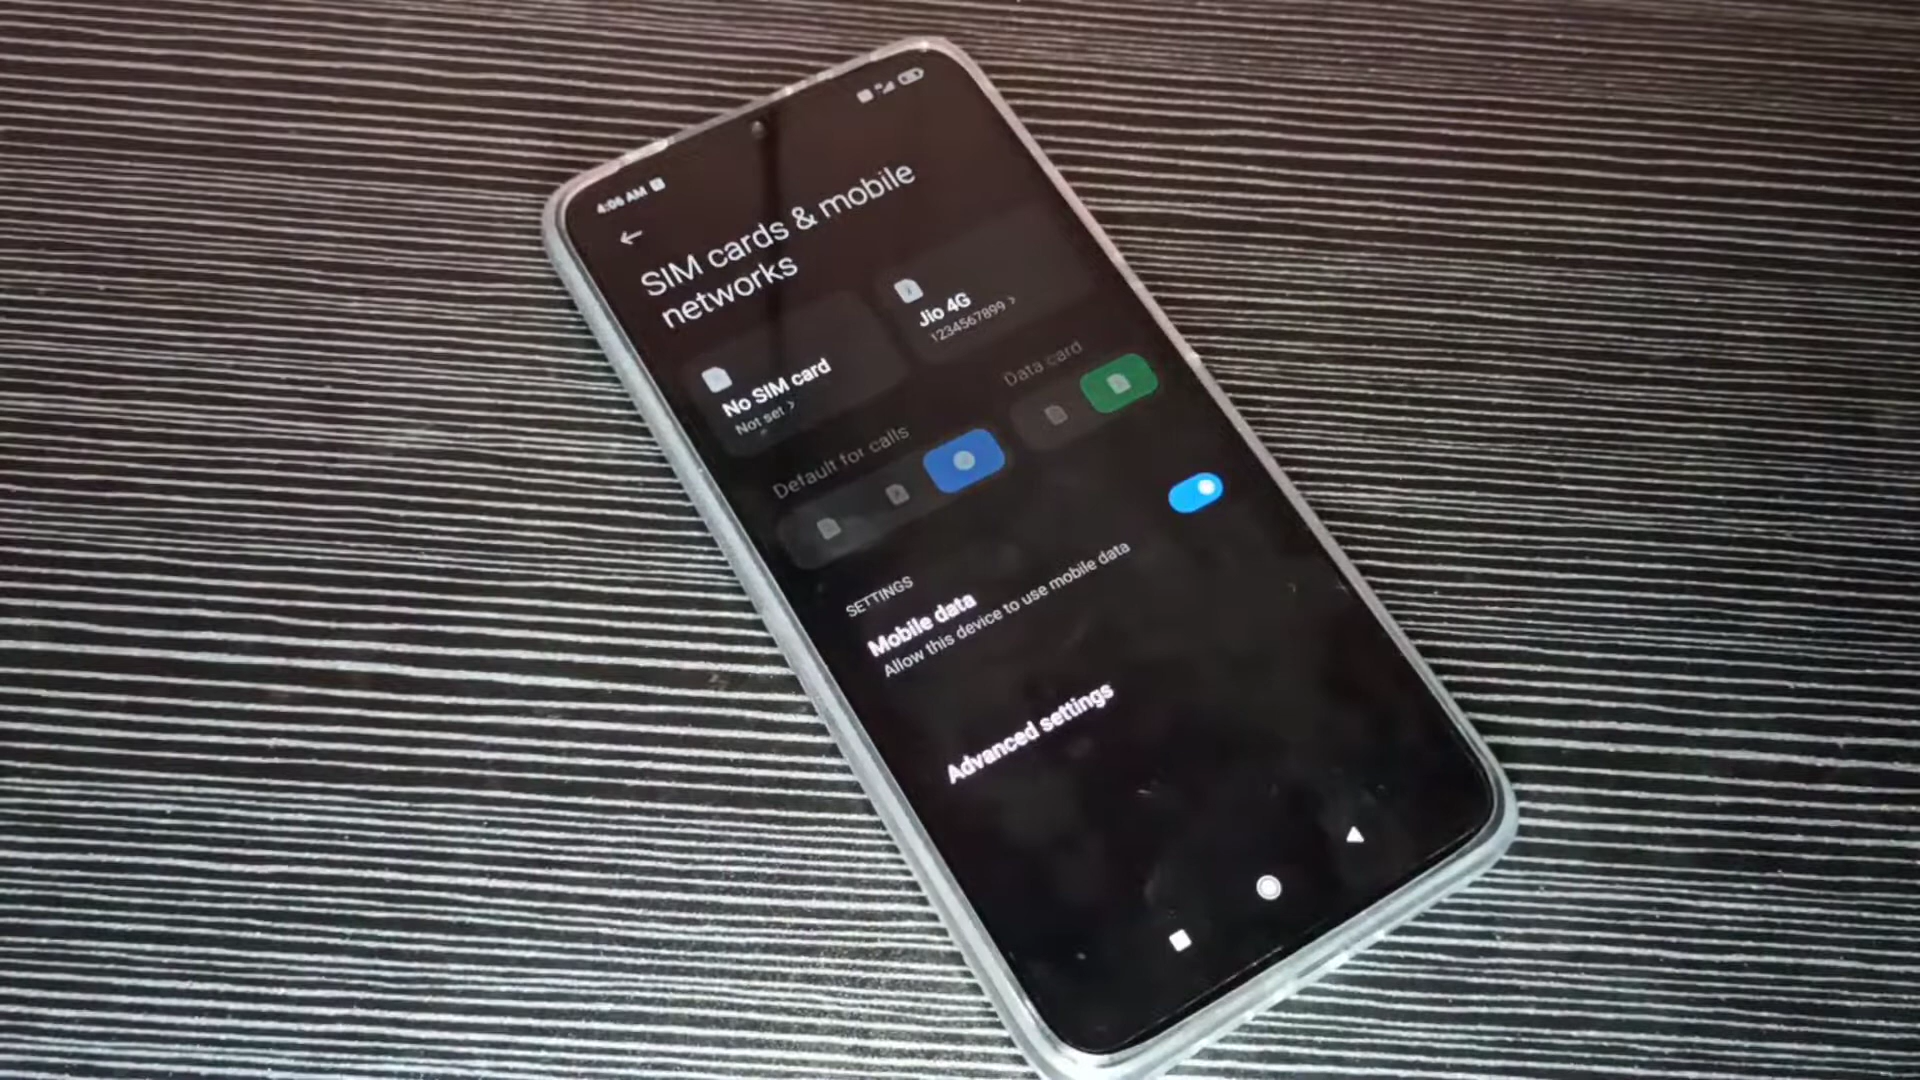 4:06 AM
SIM cards & mobile
networks
No SIM card
Not set >
Jio 4G
1234567899 >
Default for calls
Data card
SETTINGS
Mobile data
Allow this device to use mobile data
Advanced settings